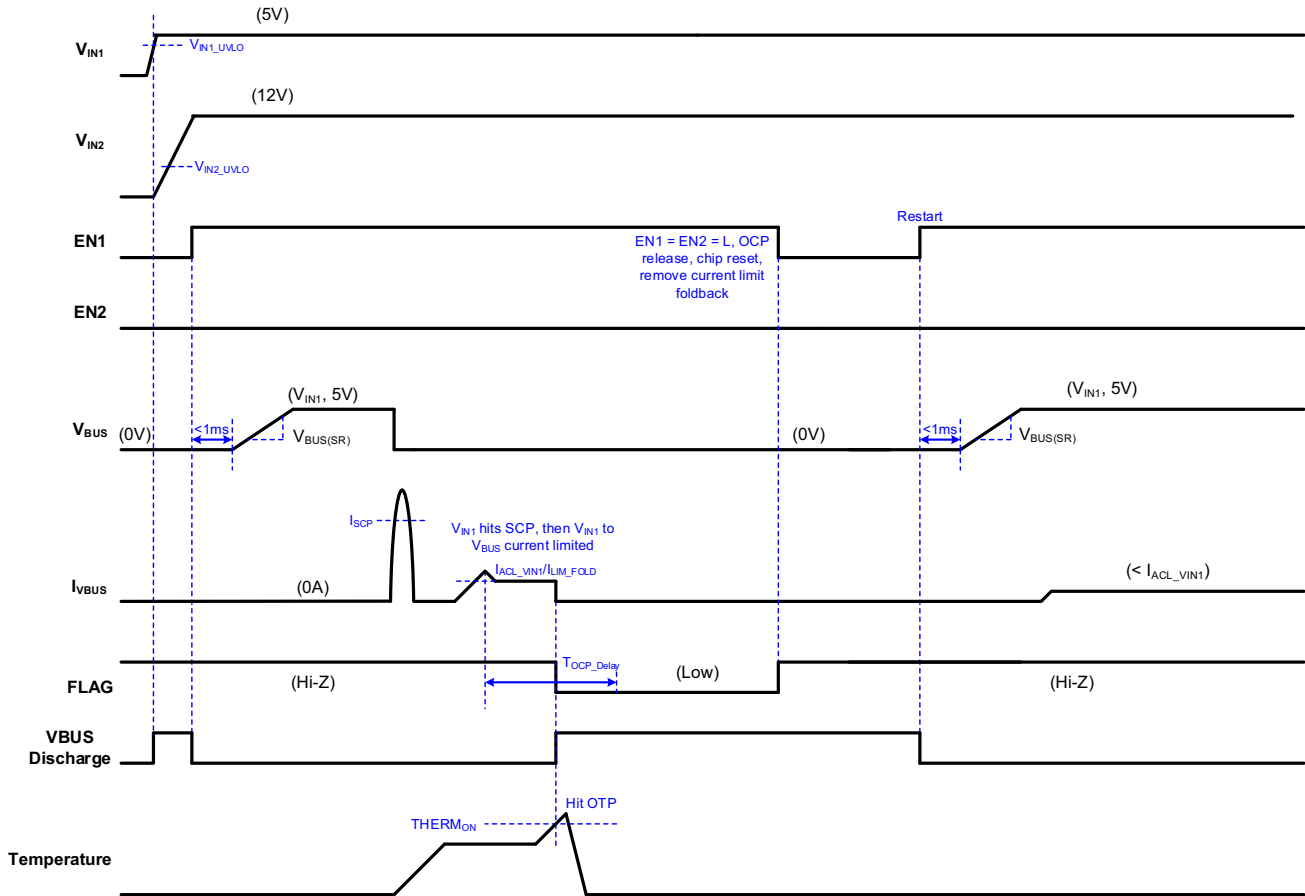 (5V)
VIN1
VIN1_UVLO
(12V)
VIN2
VIN2_UVLO
EN1
Restart
EN1 = EN2 = L, OCP
release, chip reset,
remove current limit
foldback
EN2
VBUS
(0V)
<1ms
(VIN1, 5V)
VBUS(SR)
(0V)
<1ms
(VIN1, 5V)
VBUS(SR)
ISCP
VIN1 hits SCP, then VIN1 to
VBUS current limited
IACL_VIN1/ILIM_FOLD
IVBUS
(0A)
(< IACL_VIN1)
FLAG
(Hi-Z)
TOCP_Delay
(Low)
(Hi-Z)
VBUS
Discharge
Hit OTP
THERMON
Temperature